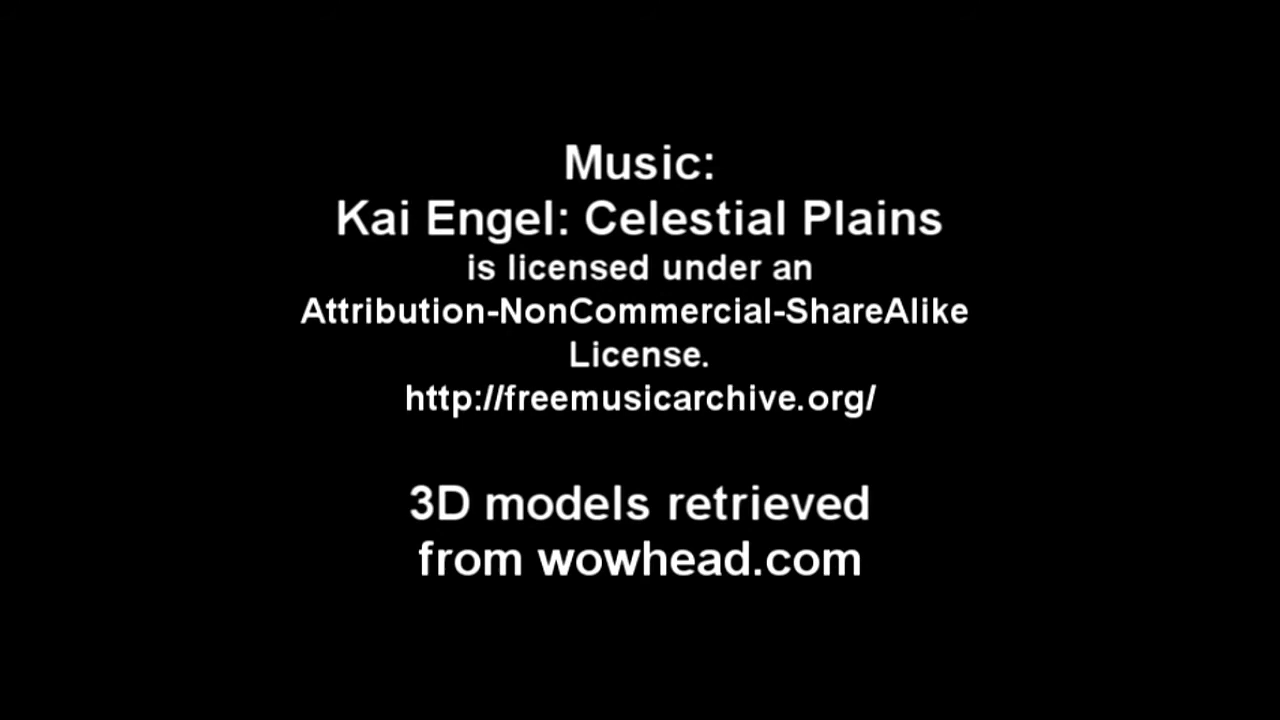 Music:
Kai Engel: Celestial Plains
is licensed under an
Attribution-NonCommercial-ShareAlike
License.
http://freemusicarchive.org/
3D models retrieved
from wowhead.com